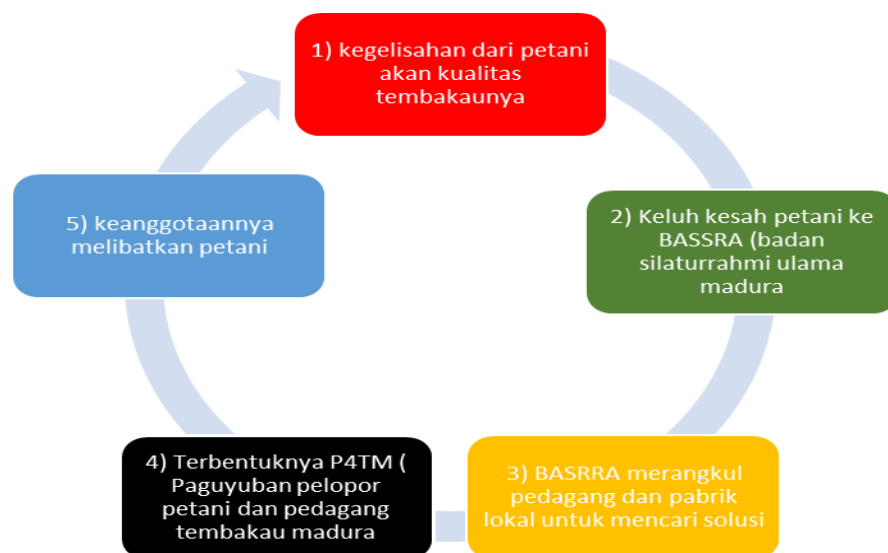 1) kegelisahan dari petani
akan kualitas
tembakaunya
2) Keluh kesah petani ke
BASSRA (badan
silaturrahmi ulama
madura
3) BASRRA merangkul
pedagang dan pabrik
lokal untuk mencari solusi
4) Terbentuknya P4TM (
Paguyuban pelopor
petani dan pedagang
tembakau madura
5) keanggotaannya
melibatkan petani